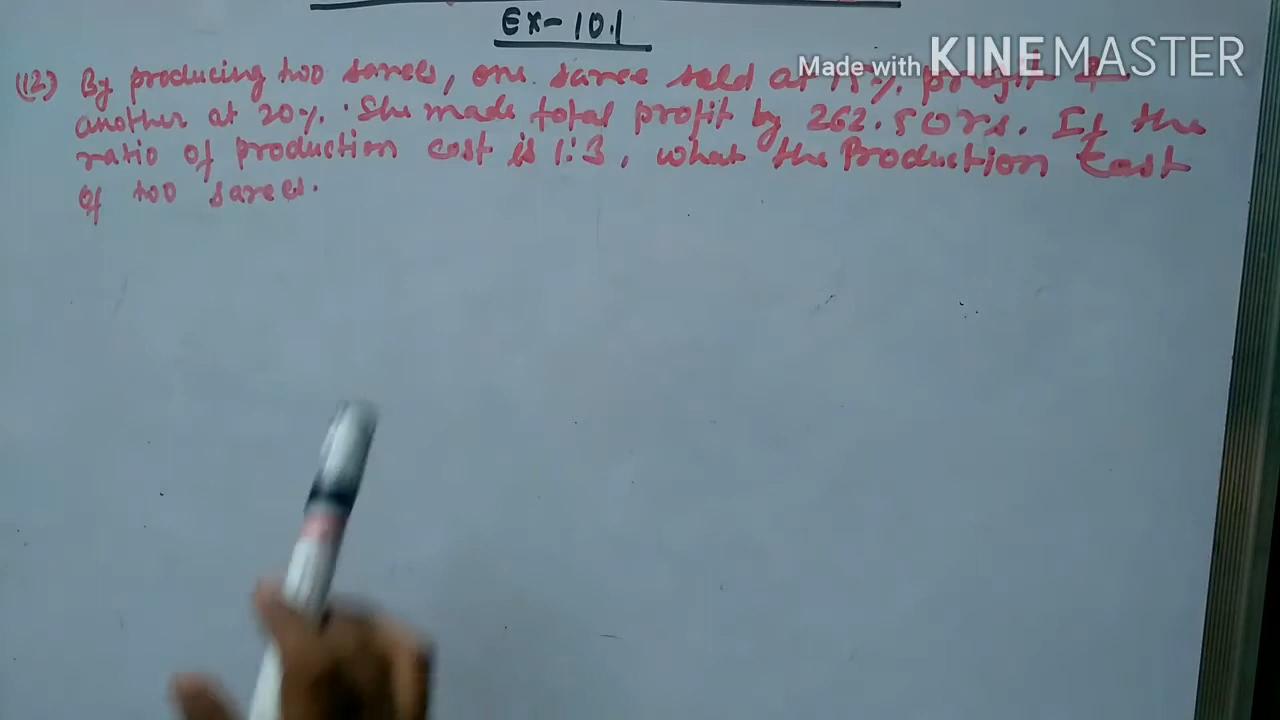 Ex-10.1
Made with KINEMASTER
(12) By producing two sarees, one saree sold at 15% profit &
another at 20%. She made total profit by 262.50rs. If the
ratio of production cost is 1:3, what the Production Cost
of two sarees.